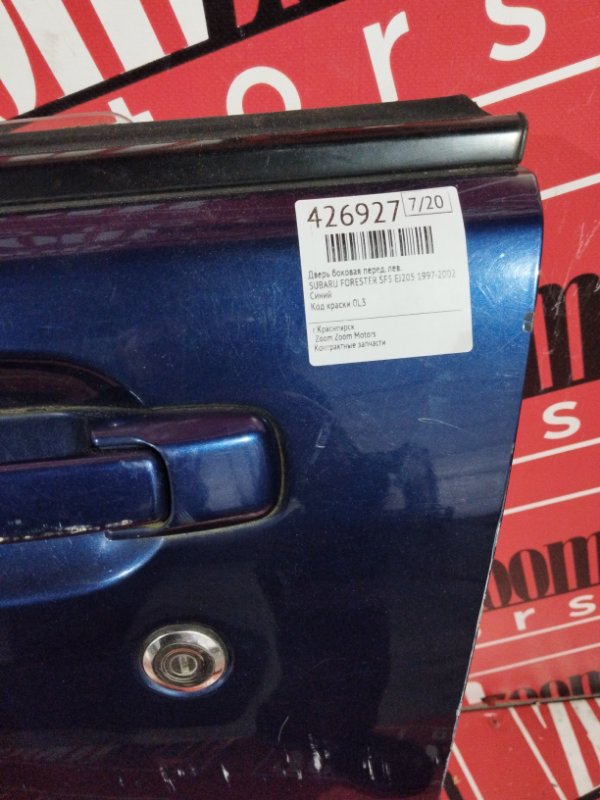 426927 7/20
Дверь боковая перед. лев.
SUBARU FORESTER SF5 EJ205 1997-2002
Синий
Код краски 0L3
г.Красноярск
Zoom Zoom Motors
Контрактные запчасти